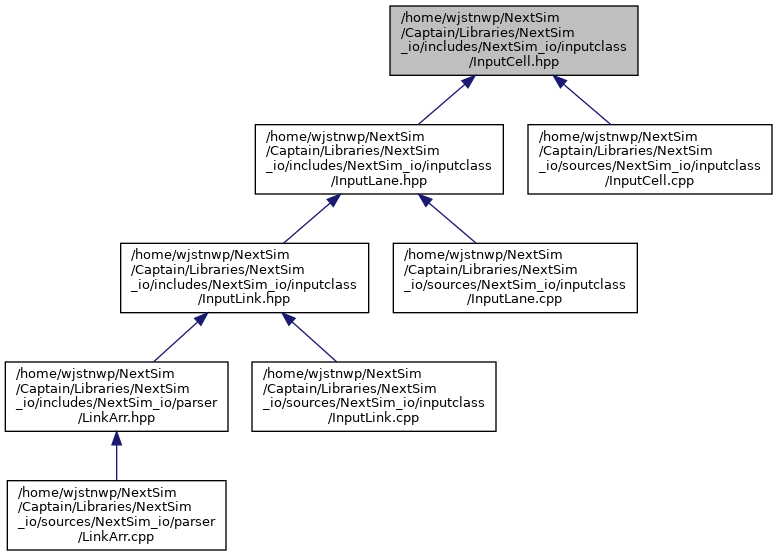 /home/wjstnwp/NextSim
/Captain/Libraries/NextSim
_io/includes/NextSim_io/inputclass
/InputCell.hpp
/home/wjstnwp/NextSim
/Captain/Libraries/NextSim
_io/includes/NextSim_io/inputclass
/InputLane.hpp
/home/wjstnwp/NextSim
/Captain/Libraries/NextSim
_io/sources/NextSim_io/inputclass
/InputCell.cpp
/home/wjstnwp/NextSim
/Captain/Libraries/NextSim
_io/includes/NextSim_io/inputclass
/InputLink.hpp
/home/wjstnwp/NextSim
/Captain/Libraries/NextSim
_io/sources/NextSim_io/inputclass
/InputLane.cpp
/home/wjstnwp/NextSim
/Captain/Libraries/NextSim
_io/includes/NextSim_io/parser
/LinkArr.hpp
/home/wjstnwp/NextSim
/Captain/Libraries/NextSim
_io/sources/NextSim_io/inputclass
/InputLink.cpp
/home/wjstnwp/NextSim
/Captain/Libraries/NextSim
_io/sources/NextSim_io/parser
/LinkArr.cpp